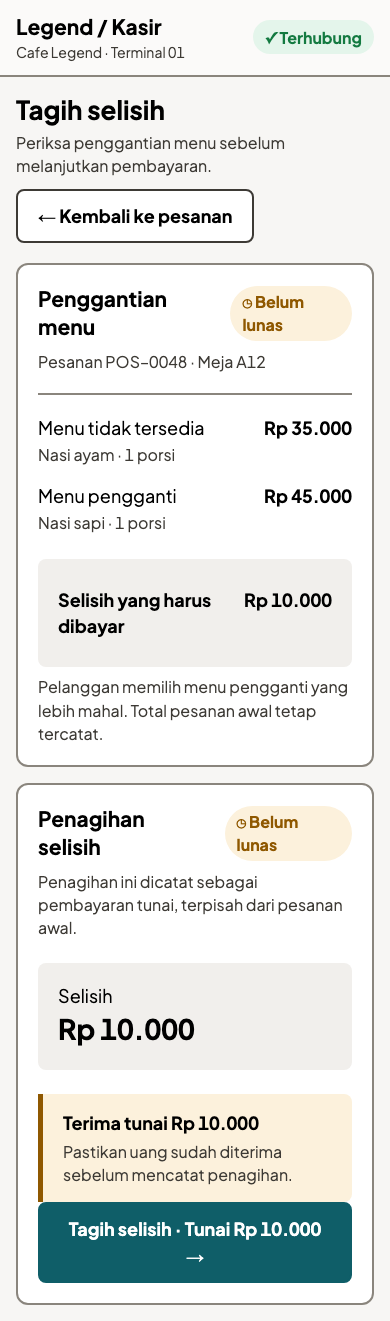 Legend / Kasir
Cafe Legend · Terminal 01
✓Terhubung
Tagih selisih
Periksa penggantian menu sebelum
melanjutkan pembayaran.
← Kembali ke pesanan
Penggantian
menu
◷ Belum
lunas
Pesanan POS-0048 · Meja A12
Menu tidak tersedia Rp 35.000
Nasi ayam · 1 porsi
Menu pengganti Rp 45.000
Nasi sapi · 1 porsi
Selisih yang harus Rp 10.000
dibayar
Pelanggan memilih menu pengganti yang
lebih mahal. Total pesanan awal tetap
tercatat.
Penagihan
selisih
◷ Belum
lunas
Penagihan ini dicatat sebagai
pembayaran tunai, terpisah dari pesanan
awal.
Selisih
Rp 10.000
Terima tunai Rp 10.000
Pastikan uang sudah diterima
sebelum mencatat penagihan.
Tagih selisih · Tunai Rp 10.000
→